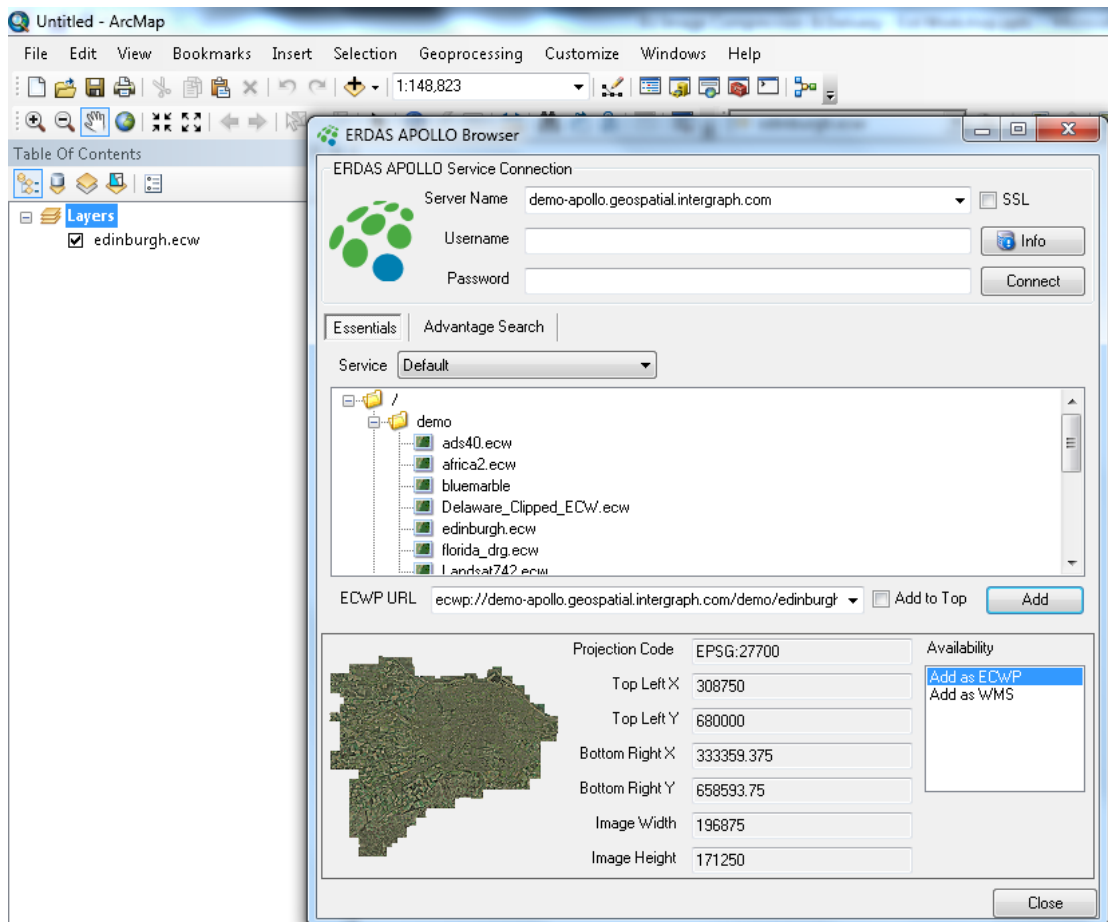 Untitled - ArcMap
File Edit View Bookmarks Insert Selection Geoprocessing Customize Windows Help
1:148,823
Table Of Contents
Layers
edinburgh.ecw
ERDAS APOLLO Browser
ERDAS APOLLO Service Connection
Server Name demo-apollo.geospatial.intergraph.com SSL
Username Info
Password Connect
Essentials Advantage Search
Service Default
/
demo
ads40.ecw
africa2.ecw
bluemarble
Delaware_Clipped_ECW.ecw
edinburgh.ecw
florida_drg.ecw
Landsat742.ecw
ECWP URL ecwp://demo-apollo.geospatial.intergraph.com/demo/edinburgh Add to Top Add
Projection Code EPSG:27700 Availability
Top Left X 308750 Add as ECWP
Top Left Y 680000 Add as WMS
Bottom Right X 333359.375
Bottom Right Y 658593.75
Image Width 196875
Image Height 171250
Close